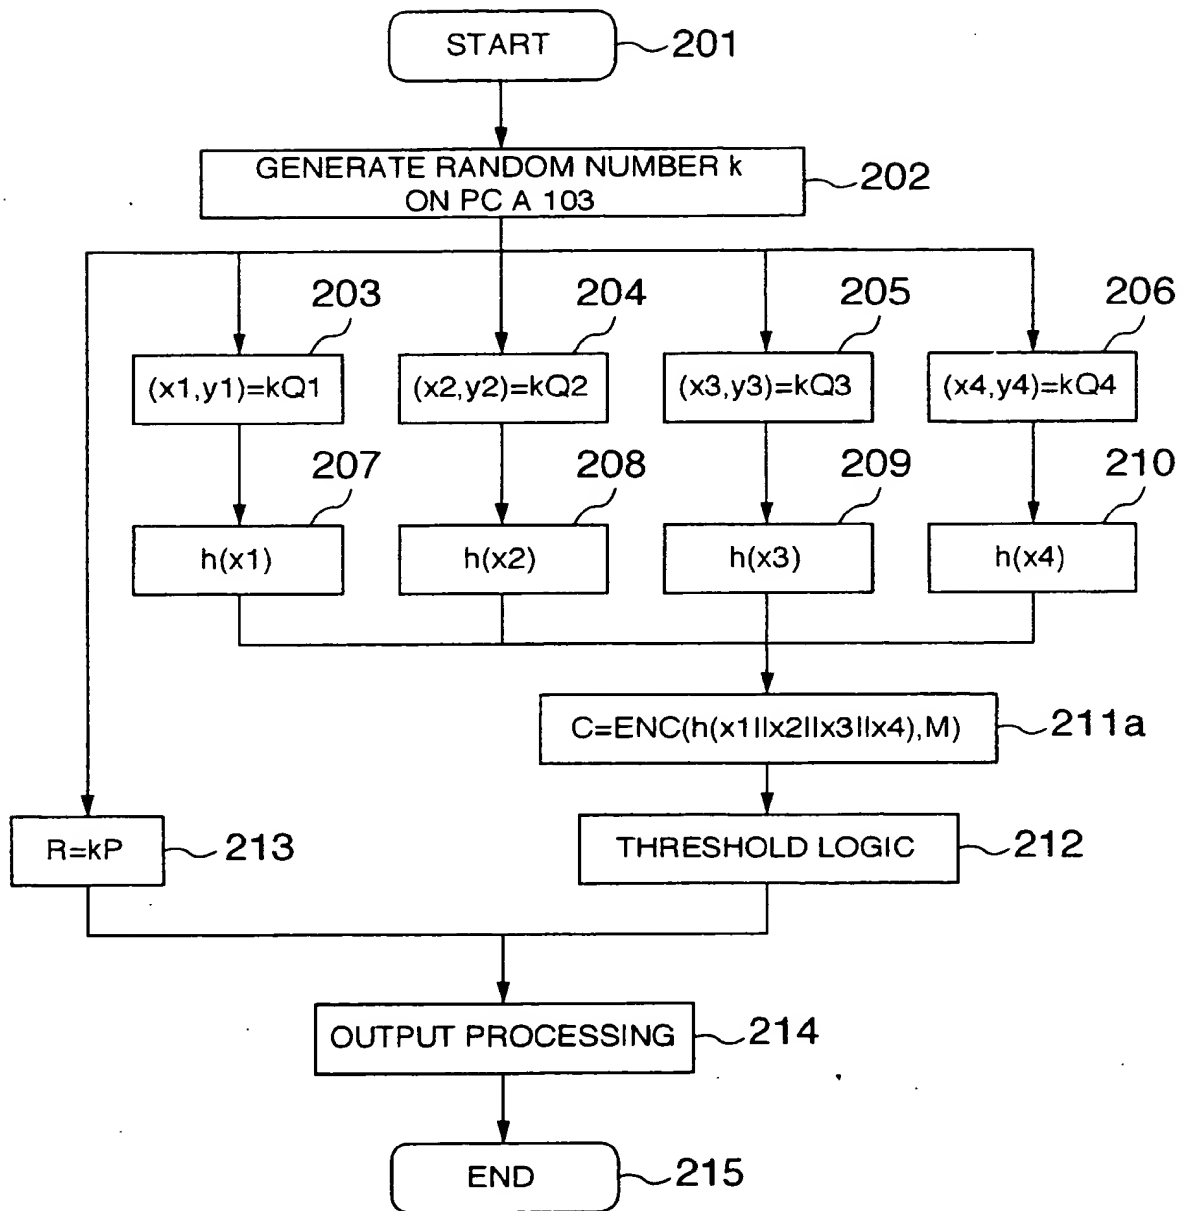 START
201
GENERATE RANDOM NUMBER k
ON PC A 103
202
203
204
205
206
(x1,y1)=kQ1
(x2,y2)=kQ2
(x3,y3)=kQ3
(x4,y4)=kQ4
207
208
209
210
h(x1)
h(x2)
h(x3)
h(x4)
C=ENC(h(x1||x2||x3||x4),M)
211a
R=kP
213
THRESHOLD LOGIC
212
OUTPUT PROCESSING
214
END
215